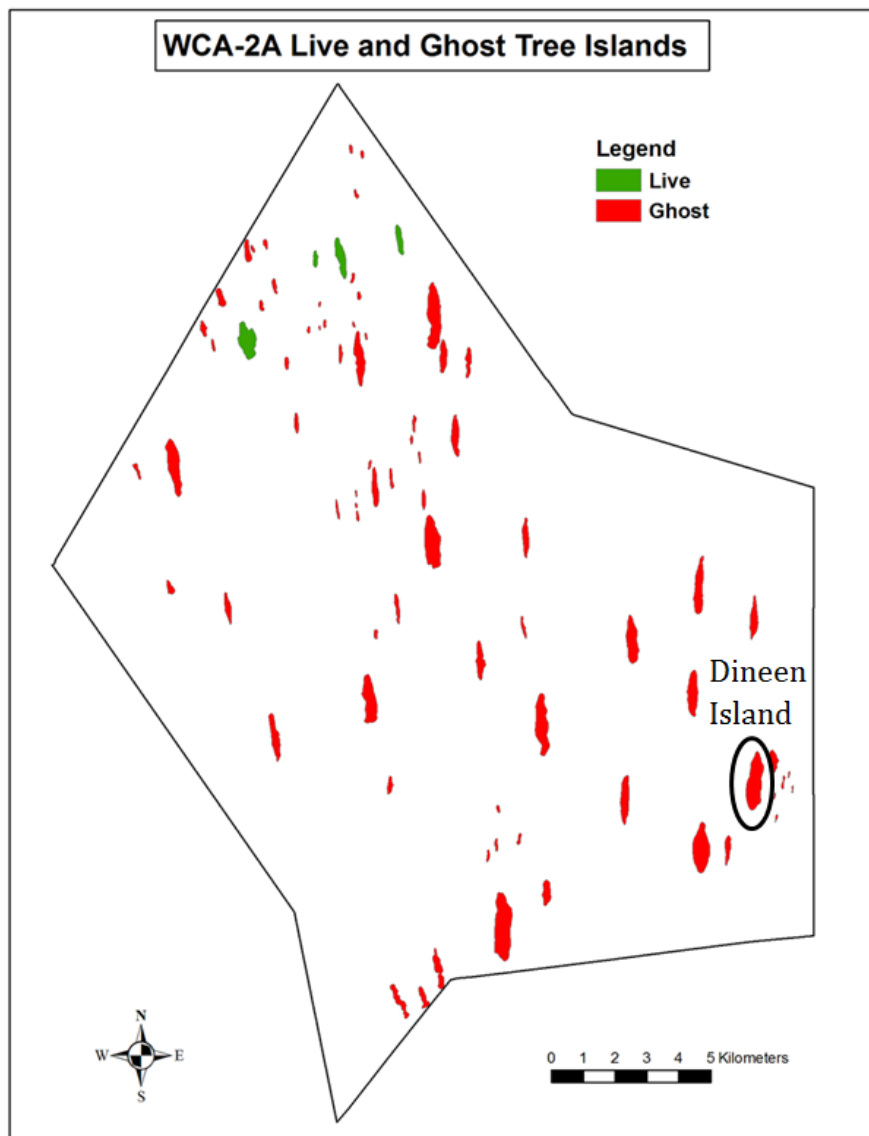 WCA-2A Live and Ghost Tree Islands
Legend
Live
Ghost
Dineen
Island
N
W E
S
0 1 2 3 4 5 Kilometers